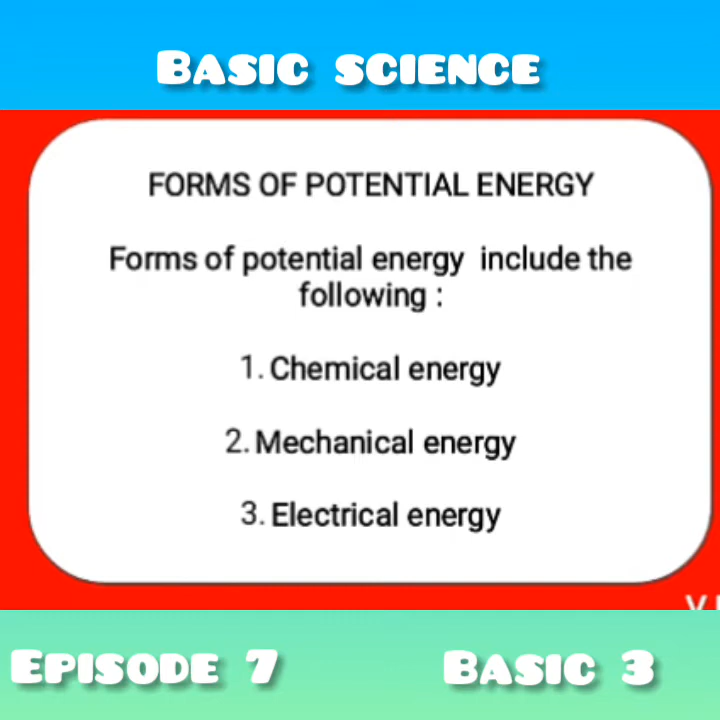 BASIC SCIENCE
FORMS OF POTENTIAL ENERGY
Forms of potential energy include the
following :
1. Chemical energy
2. Mechanical energy
3. Electrical energy
EPISODE 7
BASIC 3